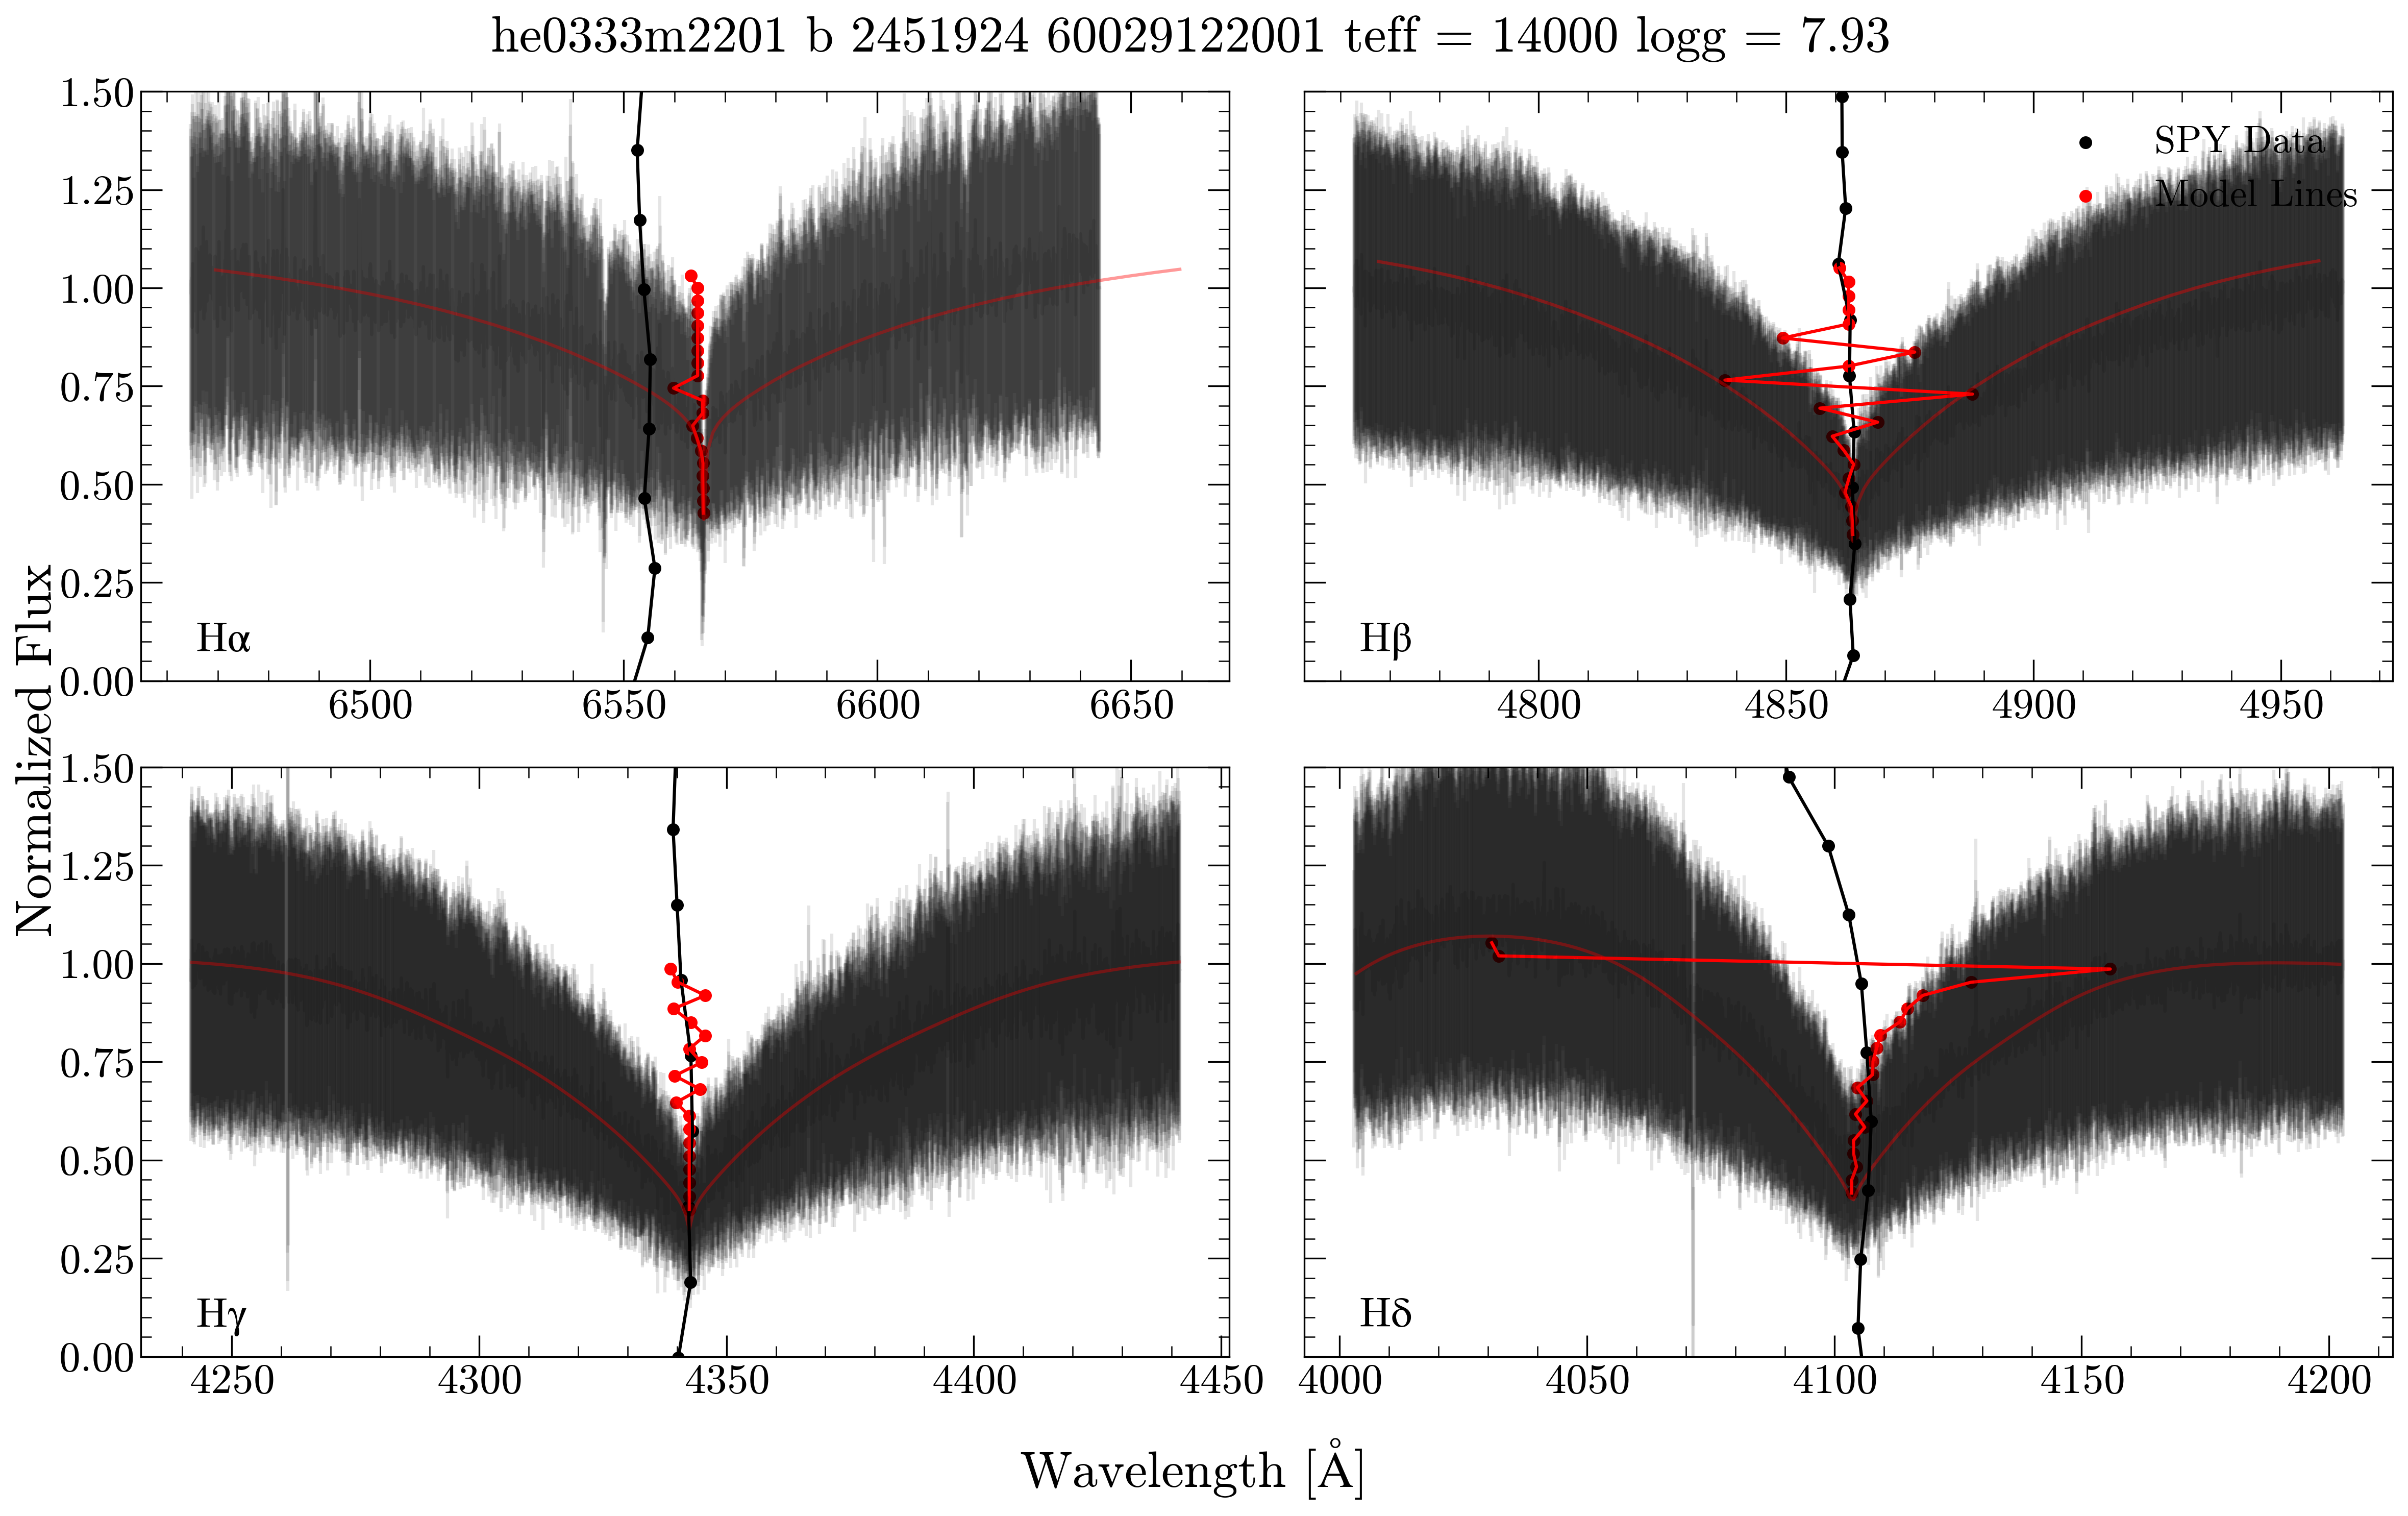 he0333m2201 b 2451924 60029122001 teff = 14000 logg = 7.93
Normalized Flux
1.50
1.25
1.00
0.75
0.50
0.25
0.00
Hα
6500 6550 6600 6650
SPY Data
Model Lines
Hβ
4800 4850 4900 4950
1.50
1.25
1.00
0.75
0.50
0.25
0.00
Hγ
4250 4300 4350 4400 4450
Hδ
4000 4050 4100 4150 4200
Wavelength [Å]